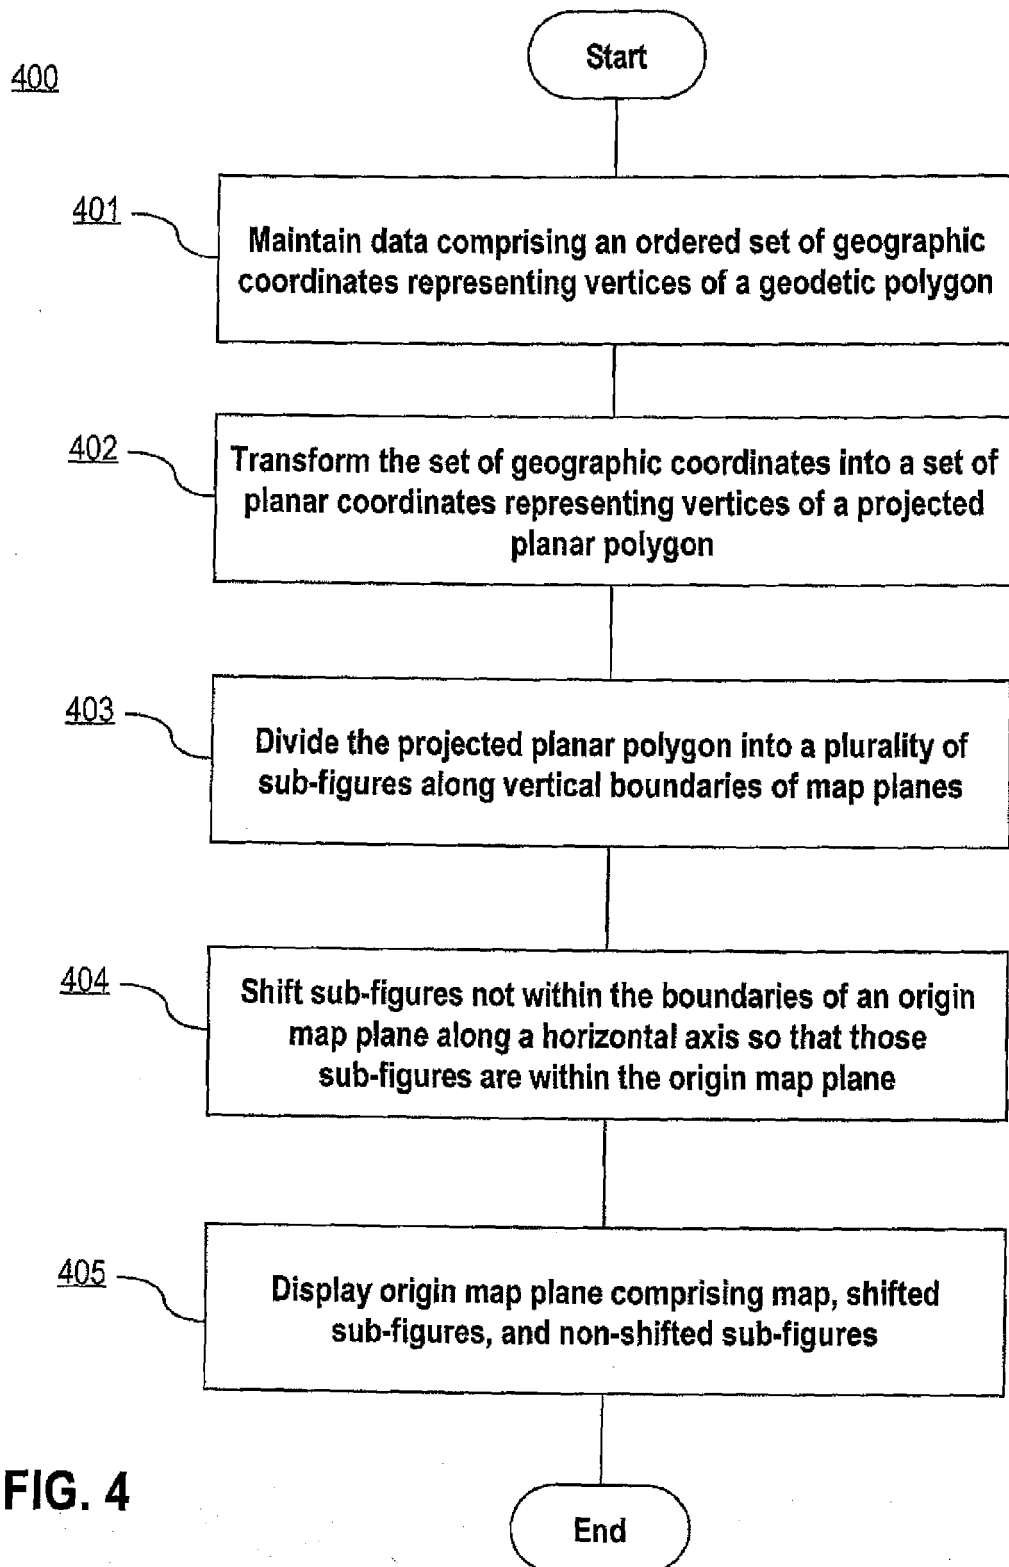 Start
400
401
Maintain data comprising an ordered set of geographic
coordinates representing vertices of a geodetic polygon
402
Transform the set of geographic coordinates into a set of
planar coordinates representing vertices of a projected
planar polygon
403
Divide the projected planar polygon into a plurality of
sub-figures along vertical boundaries of map planes
404
Shift sub-figures not within the boundaries of an origin
map plane along a horizontal axis so that those
sub-figures are within the origin map plane
405
Display origin map plane comprising map, shifted
sub-figures, and non-shifted sub-figures
FIG. 4
End